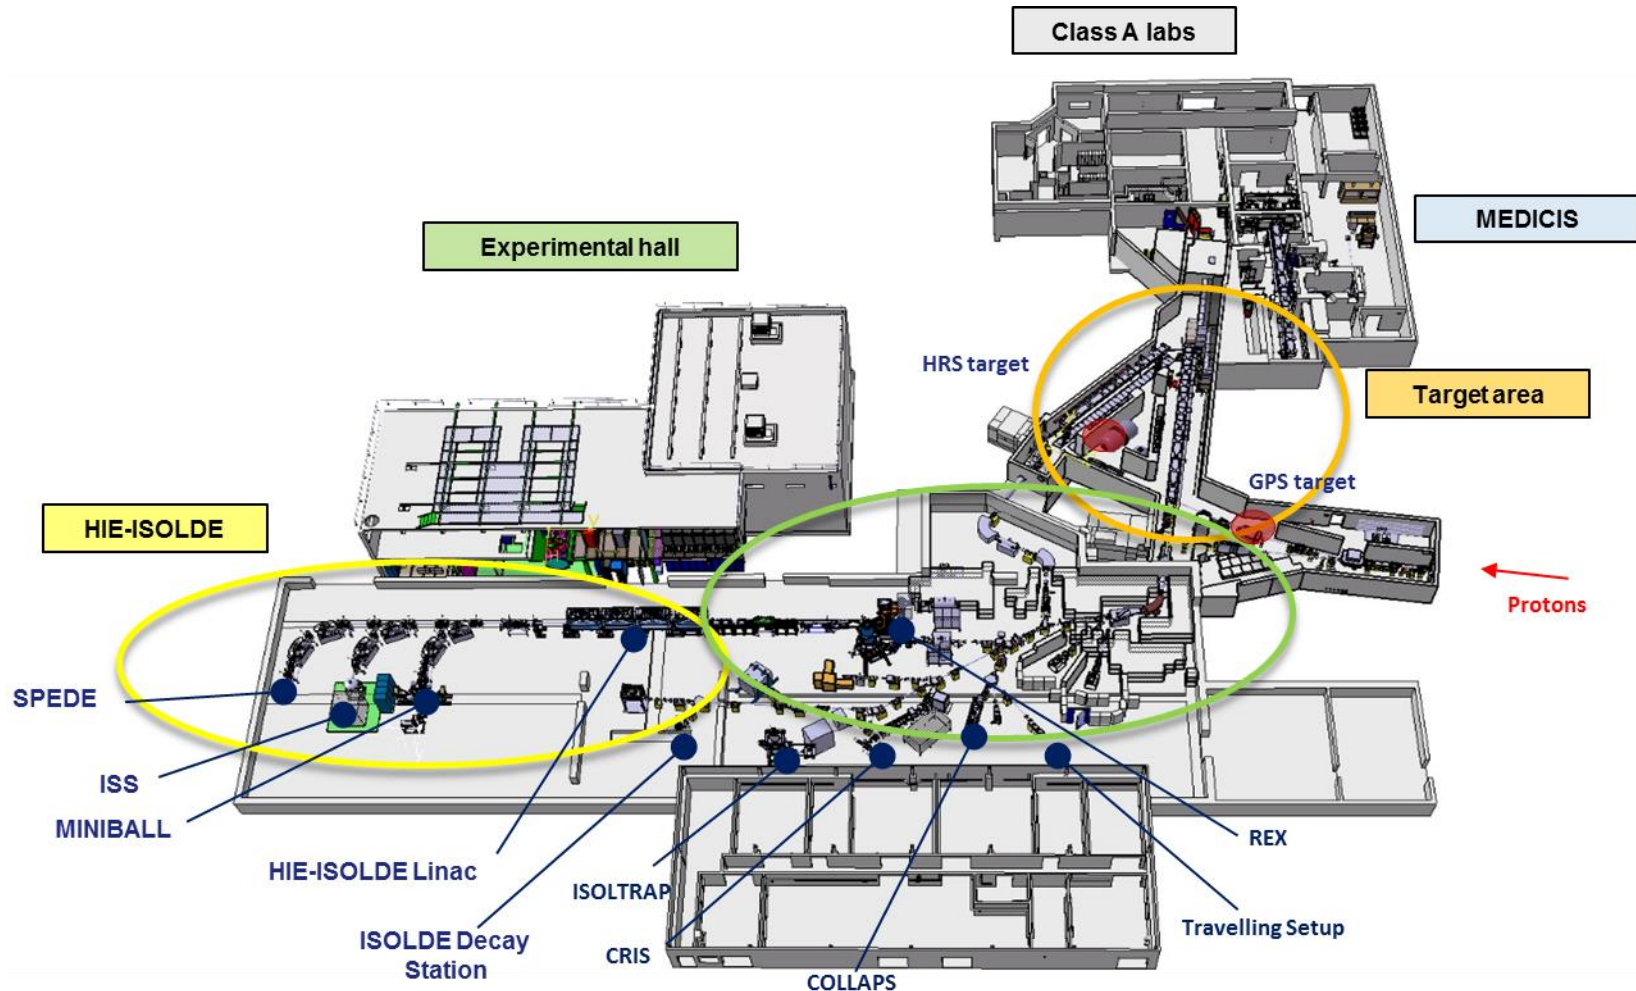 Class A labs
MEDICIS
Experimental hall
HRS target
Target area
GPS target
HIE-ISOLDE
Protons
SPEDE
ISS
MINIBALL
HIE-ISOLDE Linac
ISOLTRAP
REX
ISOLDE Decay
Station
CRIS
COLLAPS
Travelling Setup